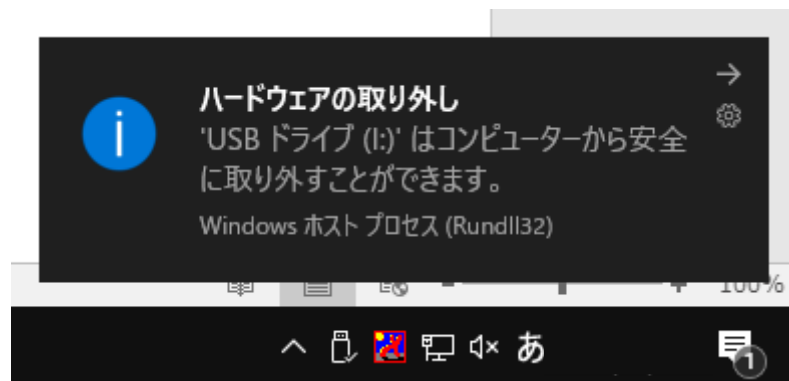 ハードウェアの取り外し
'USB ドライブ (I:)' はコンピューターから安全
に取り外すことができます。
Windows ホスト プロセス (Rundll32)
100%
あ
1